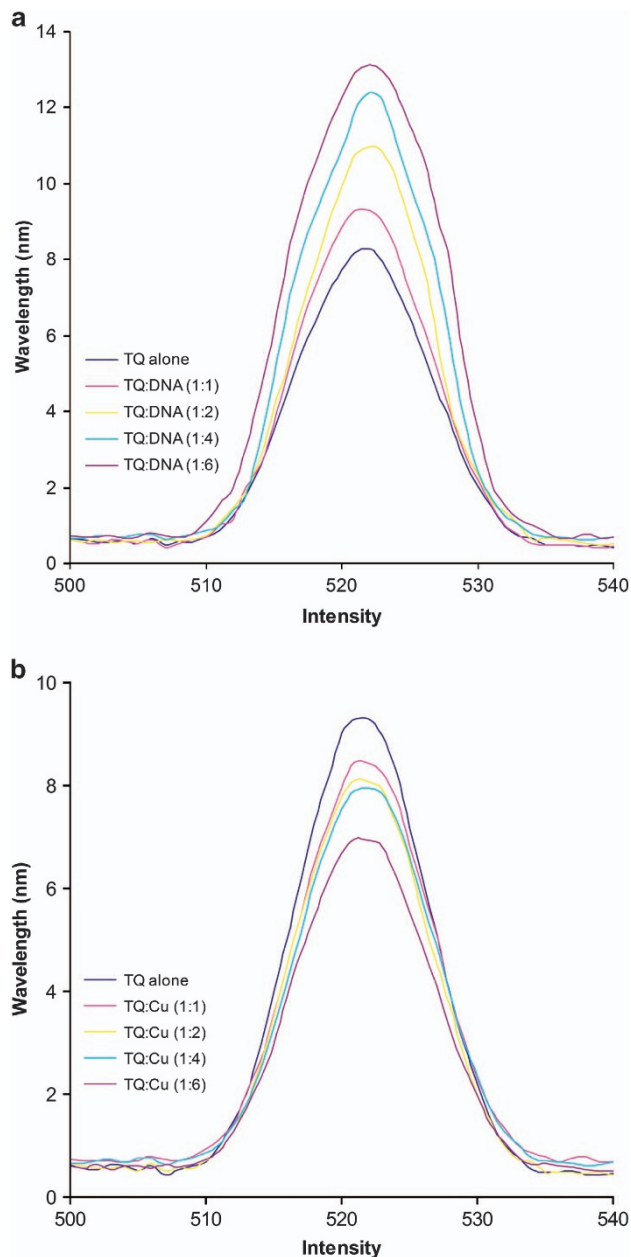 a
14
12
10
8
6
4
2
0
Wavelength (nm)
TQ alone
TQ:DNA (1:1)
TQ:DNA (1:2)
TQ:DNA (1:4)
TQ:DNA (1:6)
500 510 520 530 540
Intensity
b
10
8
6
4
2
0
Wavelength (nm)
TQ alone
TQ:Cu (1:1)
TQ:Cu (1:2)
TQ:Cu (1:4)
TQ:Cu (1:6)
500 510 520 530 540
Intensity